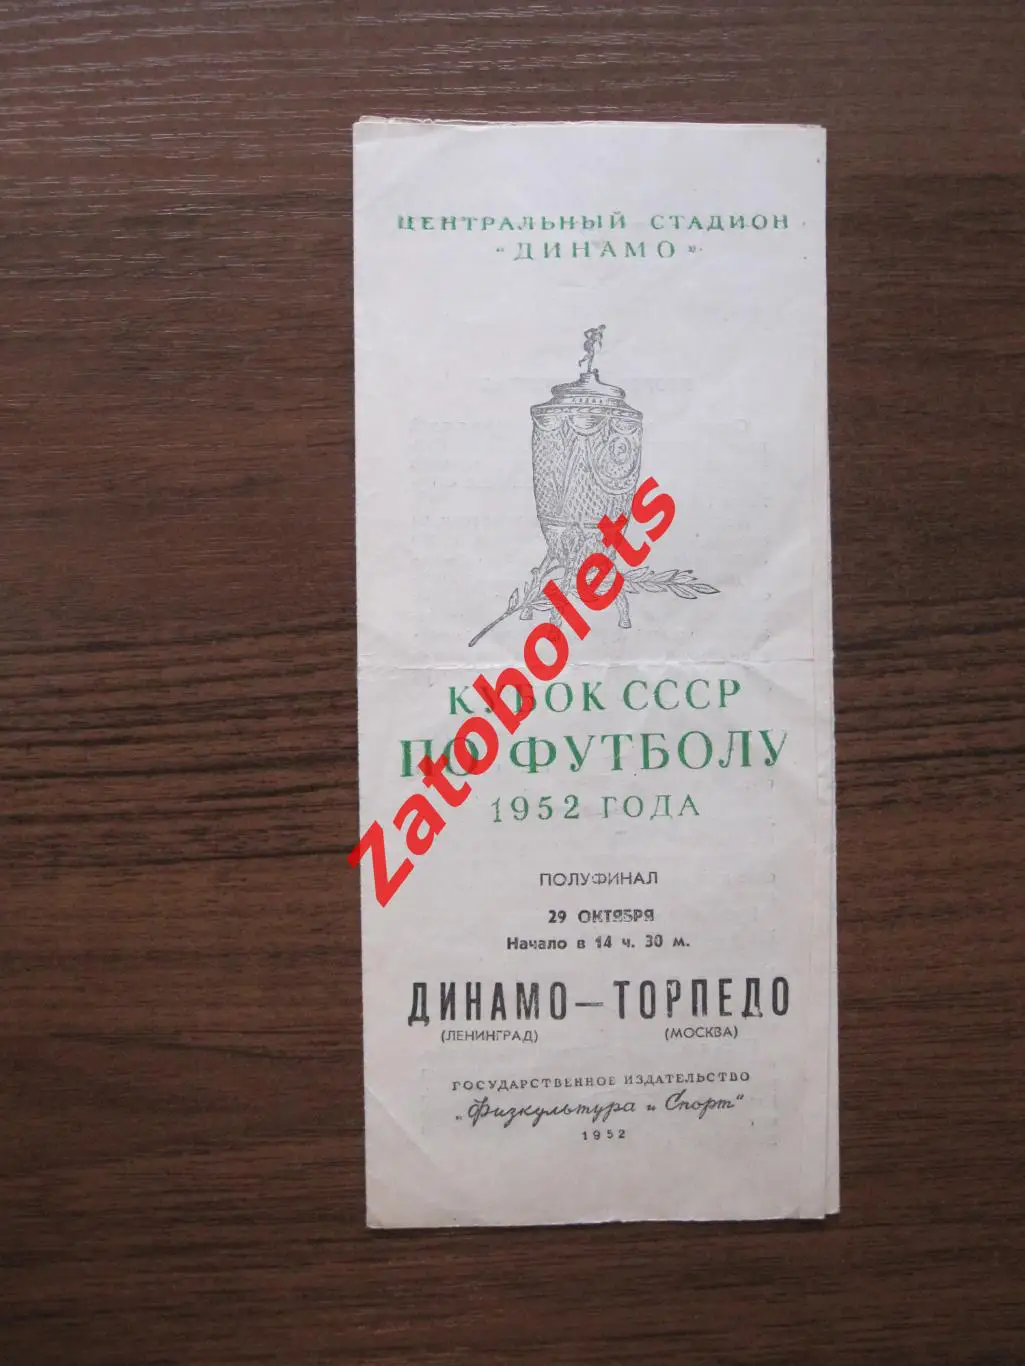 ЦЕНТРАЛЬНЫЙ СТАДИОН
"ДИНАМО"
КУБОК СССР
ПО ФУТБОЛУ
1952 ГОДА
ПОЛУФИНАЛ
29 ОКТЯБРЯ
Начало в 14 ч. 30 м.
ДИНАМО—ТОРПЕДО
(ЛЕНИНГРАД) (МОСКВА)
ГОСУДАРСТВЕННОЕ ИЗДАТЕЛЬСТВО
„Физкультура и Спорт"
1952
Zatobolets